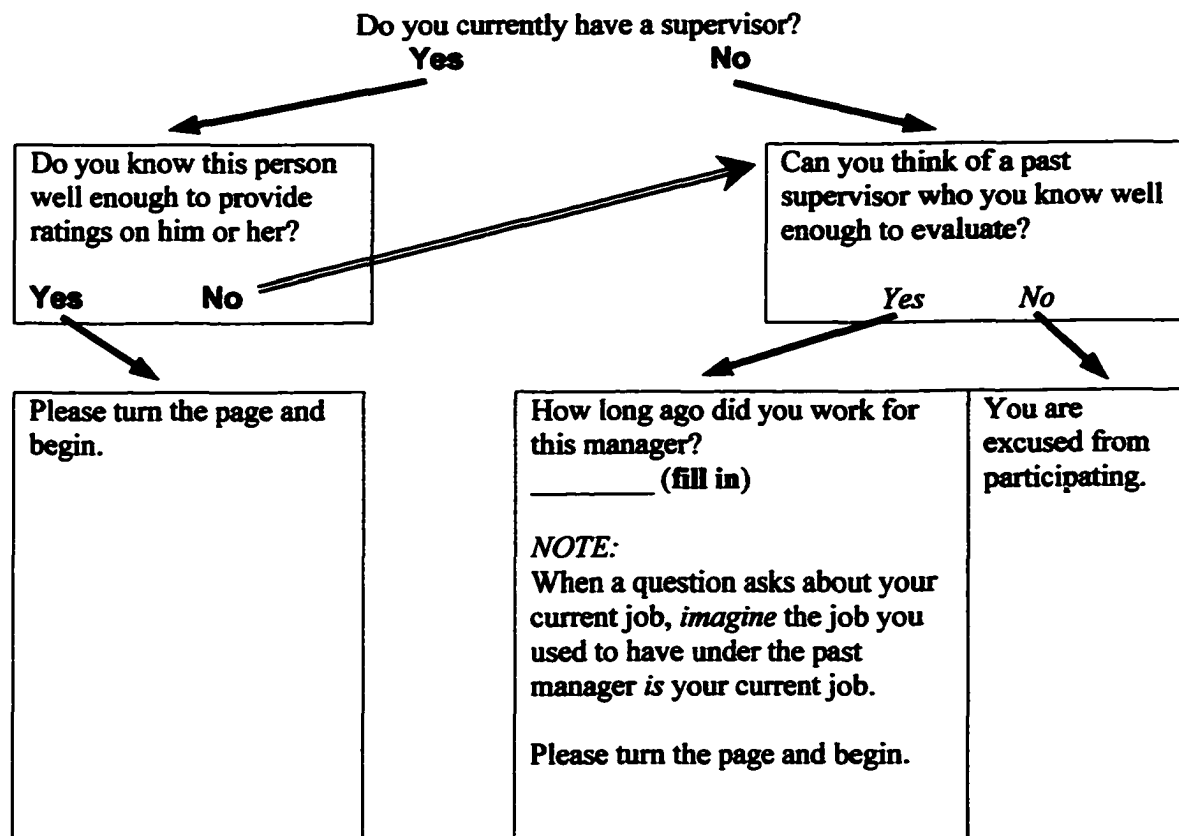 Do you currently have a supervisor?
Yes No
Do you know this person
well enough to provide
ratings on him or her?
Yes No
Can you think of a past
supervisor who you know well
enough to evaluate?
Yes No
Please turn the page and
begin.
How long ago did you work for
this manager?
________ (fill in)
NOTE:
When a question asks about your
current job, imagine the job you
used to have under the past
manager is your current job.
Please turn the page and begin.
You are
excused from
participating.